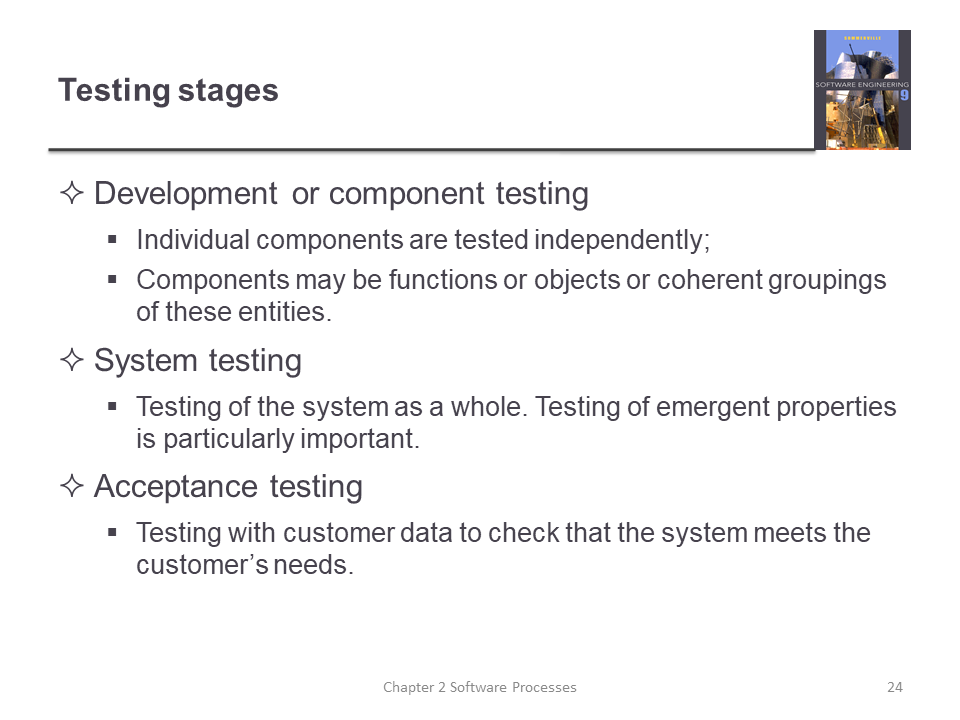 SOMMERVILLE
SOFTWARE ENGINEERING
9
Testing stages
✧ Development or component testing
▪ Individual components are tested independently;
▪ Components may be functions or objects or coherent groupings
of these entities.
✧ System testing
▪ Testing of the system as a whole. Testing of emergent properties
is particularly important.
✧ Acceptance testing
▪ Testing with customer data to check that the system meets the
customer’s needs.
Chapter 2 Software Processes
24